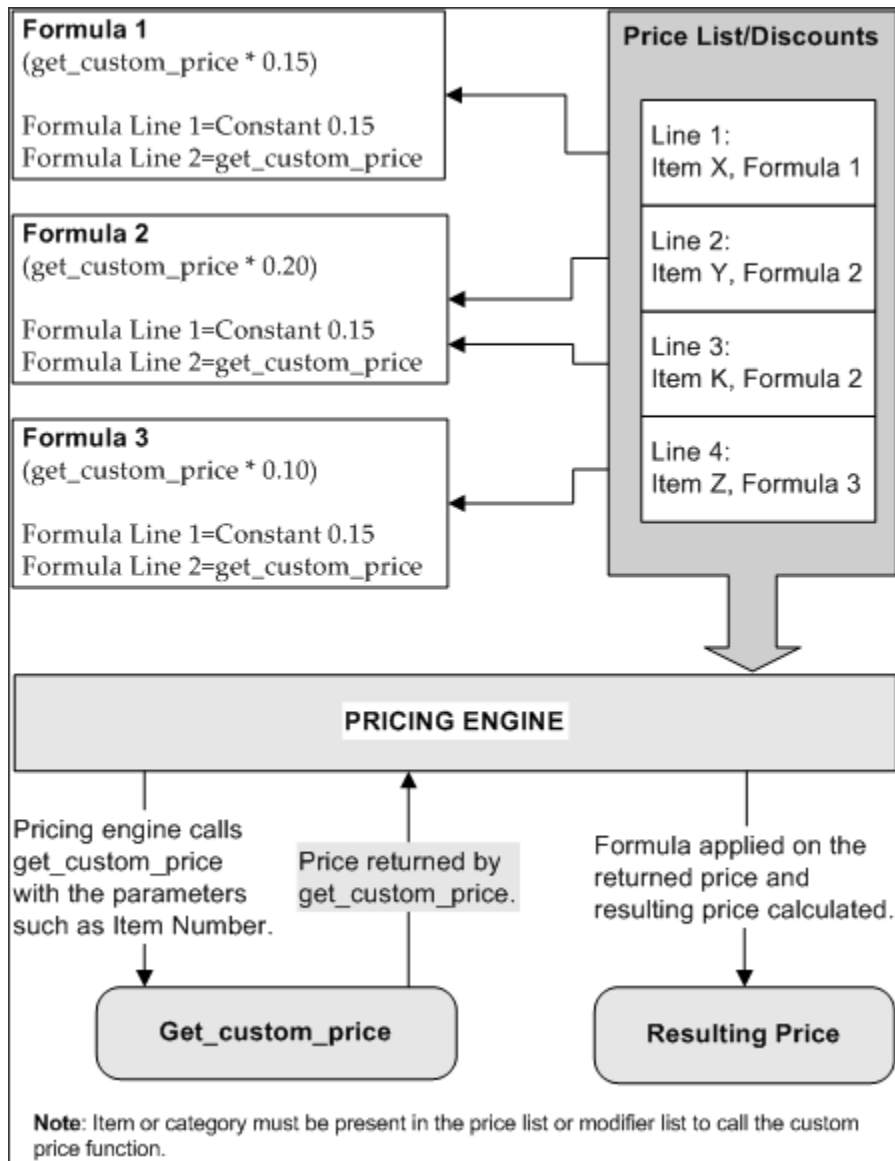 Formula 1
(get_custom_price * 0.15)
Formula Line 1=Constant 0.15
Formula Line 2=get_custom_price
Formula 2
(get_custom_price * 0.20)
Formula Line 1=Constant 0.15
Formula Line 2=get_custom_price
Formula 3
(get_custom_price * 0.10)
Formula Line 1=Constant 0.15
Formula Line 2=get_custom_price
Price List/Discounts
Line 1:
Item X, Formula 1
Line 2:
Item Y, Formula 2
Line 3:
Item K, Formula 2
Line 4:
Item Z, Formula 3
PRICING ENGINE
Pricing engine calls
get_custom_price
with the parameters
such as Item Number.
Price returned by
get_custom_price.
Formula applied on the
returned price and
resulting price calculated.
Get_custom_price
Resulting Price
Note: Item or category must be present in the price list or modifier list to call the custom
price function.